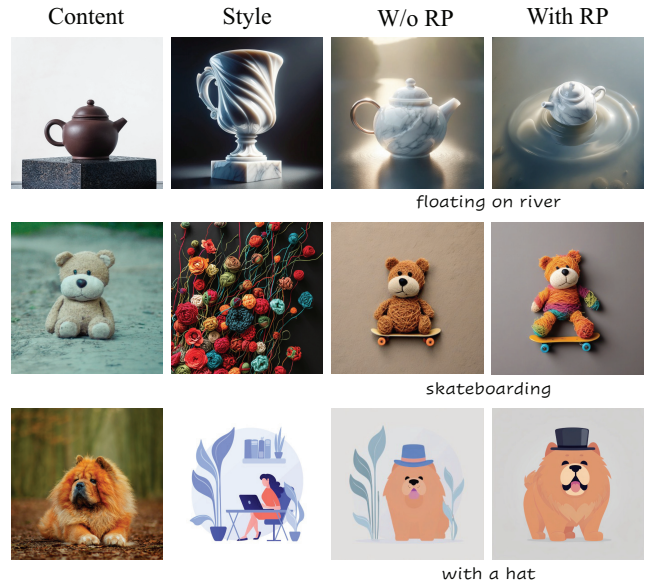 Content Style W/o RP With RP
floating on river
skateboarding
with a hat